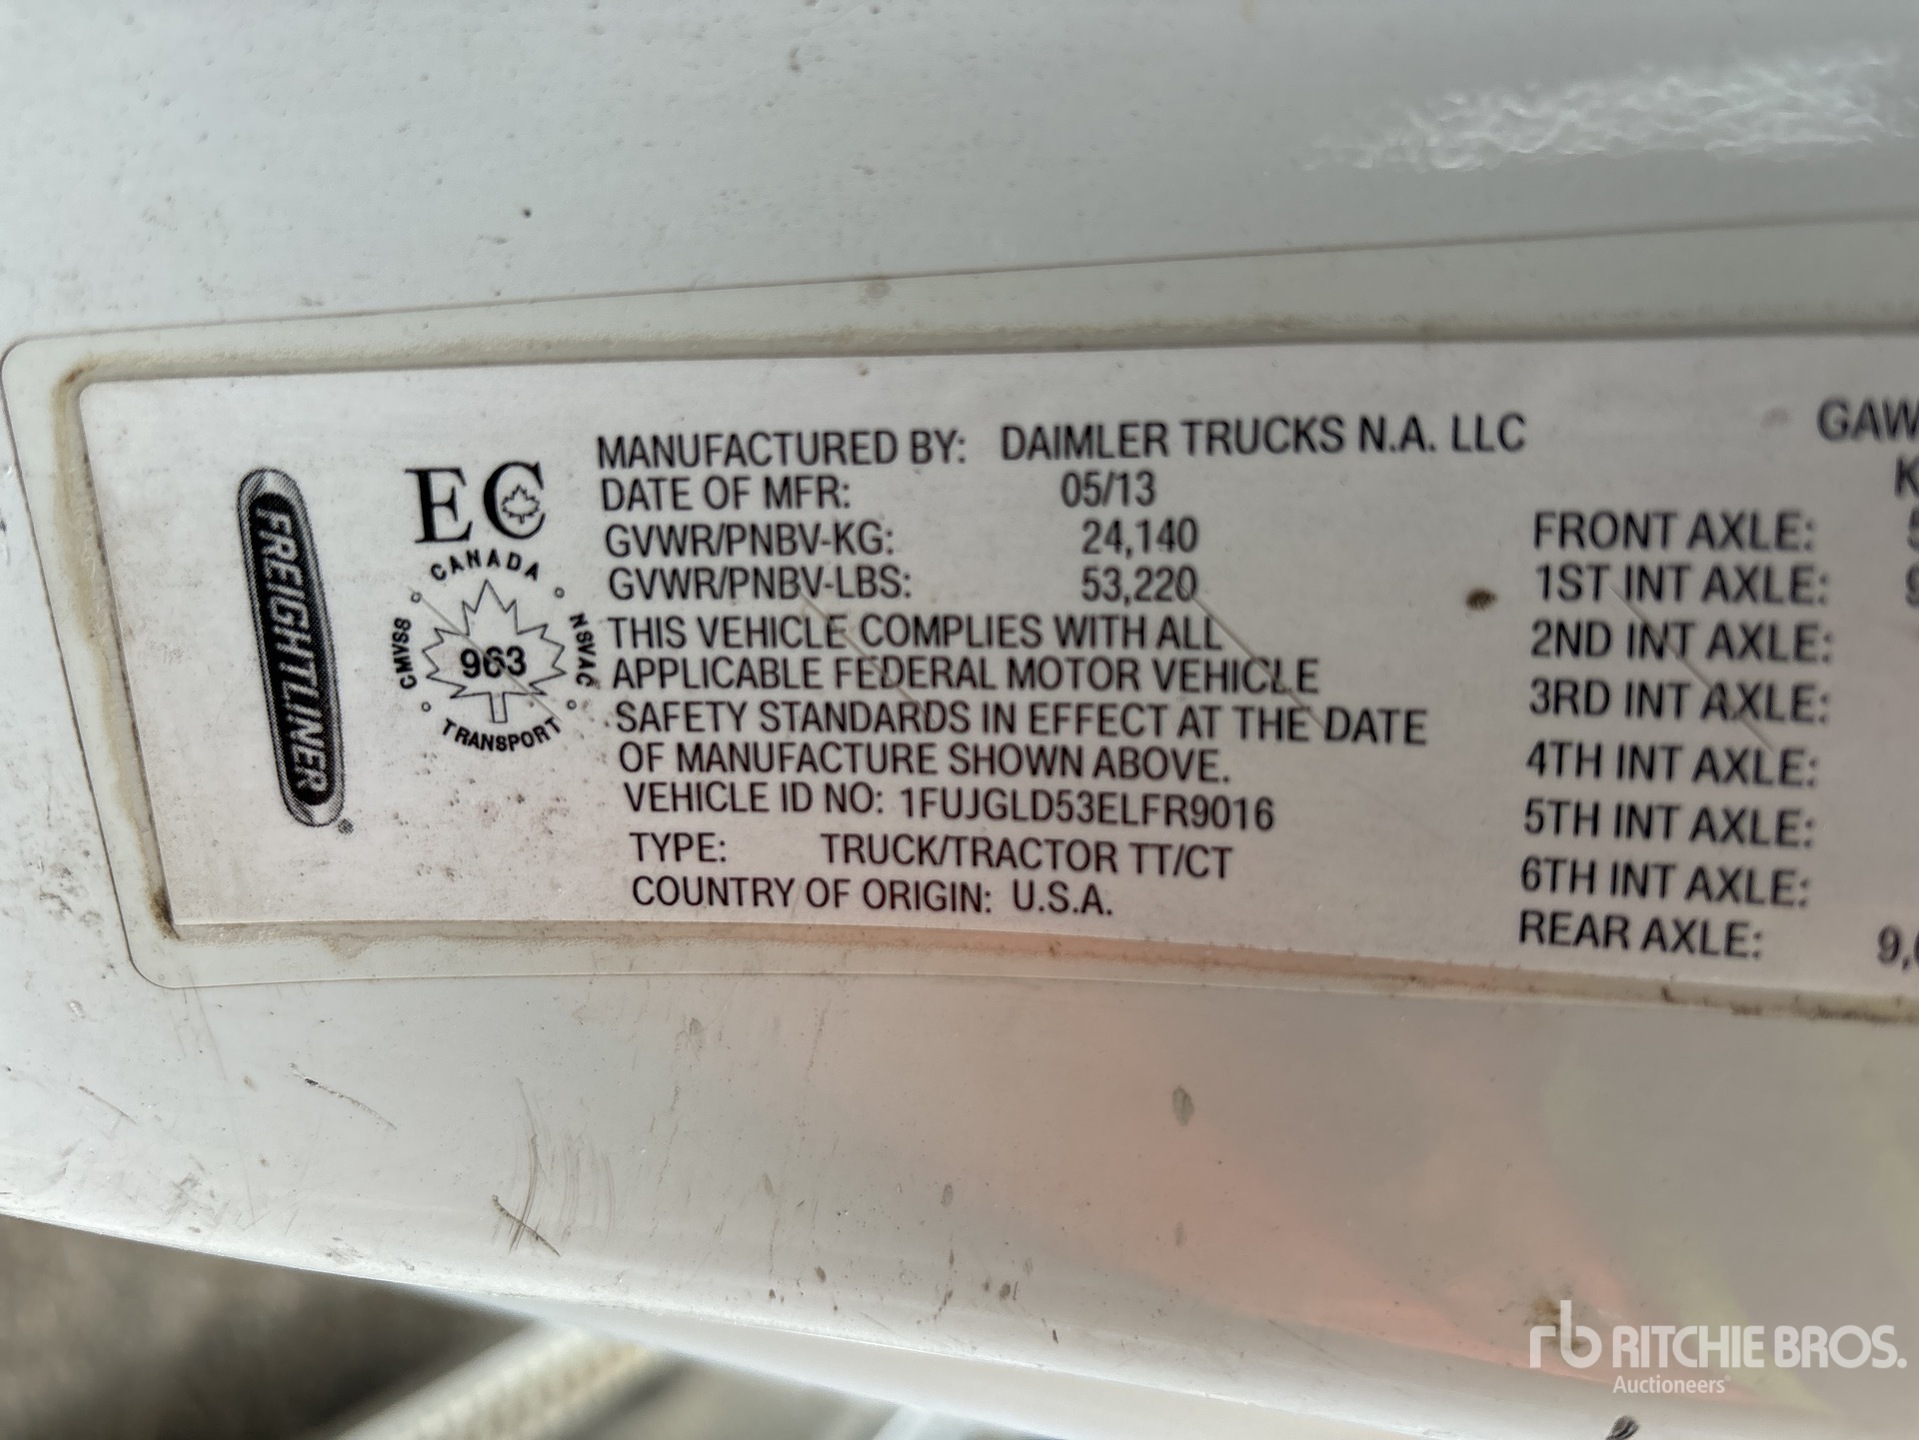 FREIGHTLINER
EC
CANADA
CMVSS
963
NSVAC
TRANSPORT
MANUFACTURED BY: DAIMLER TRUCKS N.A. LLC
DATE OF MFR: 05/13
GVWR/PNBV-KG: 24,140
GVWR/PNBV-LBS: 53,220
THIS VEHICLE COMPLIES WITH ALL
APPLICABLE FEDERAL MOTOR VEHICLE
SAFETY STANDARDS IN EFFECT AT THE DATE
OF MANUFACTURE SHOWN ABOVE.
VEHICLE ID NO: 1FUJGLD53ELFR9016
TYPE: TRUCK/TRACTOR TT/CT
COUNTRY OF ORIGIN: U.S.A.
GAW
K
FRONT AXLE:
1ST INT AXLE:
2ND INT AXLE:
3RD INT AXLE:
4TH INT AXLE:
5TH INT AXLE:
6TH INT AXLE:
REAR AXLE: 9,
rb RITCHIE BROS.
Auctioneers